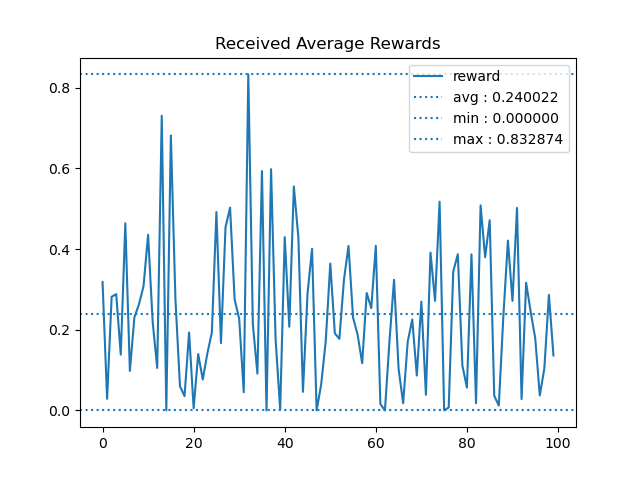 Received Average Rewards
reward
avg : 0.240022
min : 0.000000
max : 0.832874
0.8
0.6
0.4
0.2
0.0
0 20 40 60 80 100